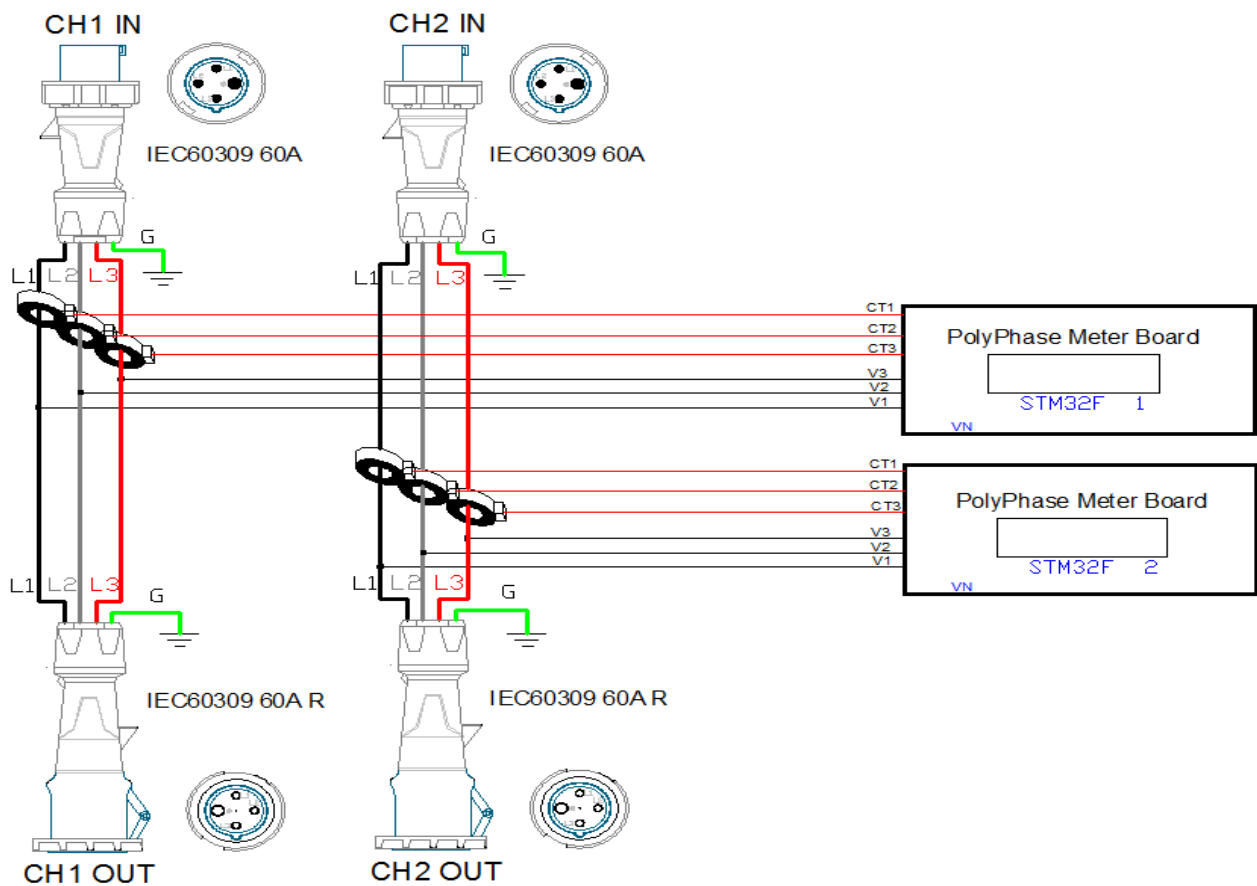 CH1 IN
CH2 IN
IEC60309 60A
IEC60309 60A
G
G
L1 L2 L3
L1 L2 L3
CT1
CT2
CT3
V3
V2
V1
PolyPhase Meter Board
STM32F 1
VN
CT1
CT2
CT3
V3
V2
V1
PolyPhase Meter Board
STM32F 2
VN
L1 L2 L3
G
L1 L2 L3
G
IEC60309 60A R
IEC60309 60A R
CH1 OUT
CH2 OUT